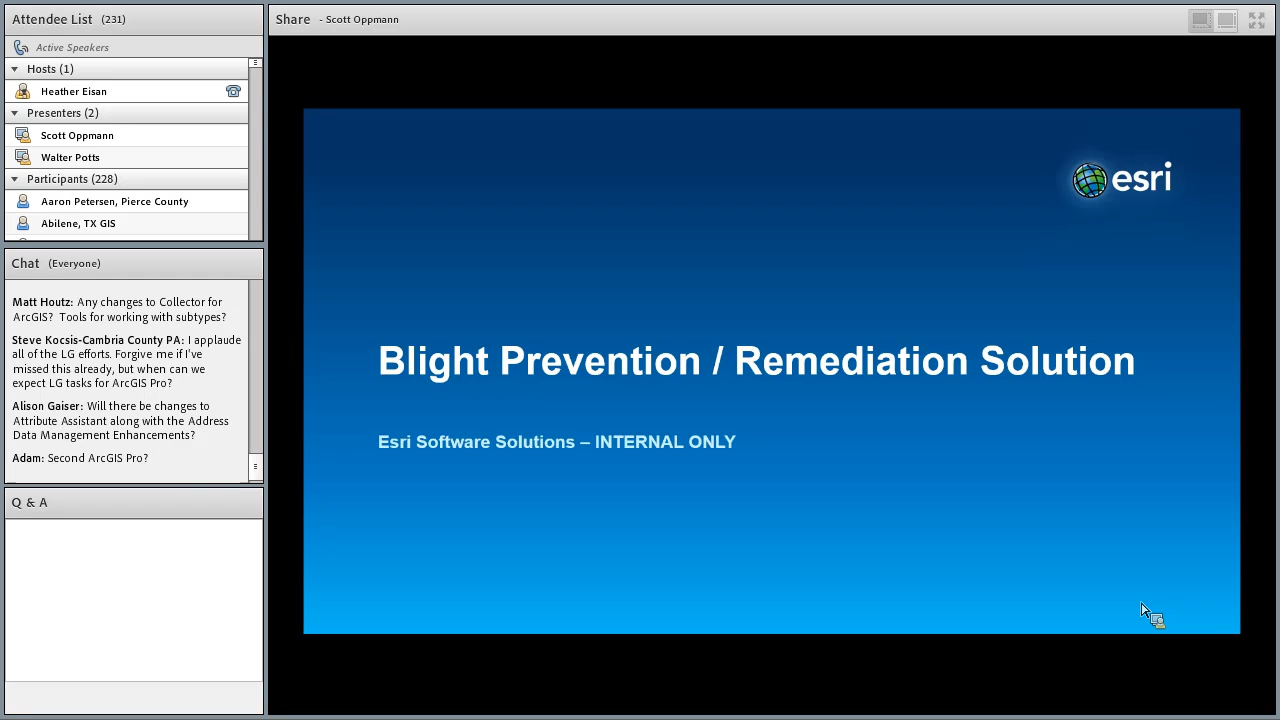 Attendee List (231)
Active Speakers
Hosts (1)
Heather Eisan
Presenters (2)
Scott Oppmann
Walter Potts
Participants (228)
Aaron Petersen, Pierce County
Abilene, TX GIS
Chat (Everyone)
Matt Houtz: Any changes to Collector for
ArcGIS? Tools for working with subtypes?
Steve Kocsis-Cambria County PA: I applaude
all of the LG efforts. Forgive me if I've
missed this already, but when can we
expect LG tasks for ArcGIS Pro?
Alison Gaiser: Will there be changes to
Attribute Assistant along with the Address
Data Management Enhancements?
Adam: Second ArcGIS Pro?
Q & A
Share - Scott Oppmann
esri
Blight Prevention / Remediation Solution
Esri Software Solutions – INTERNAL ONLY